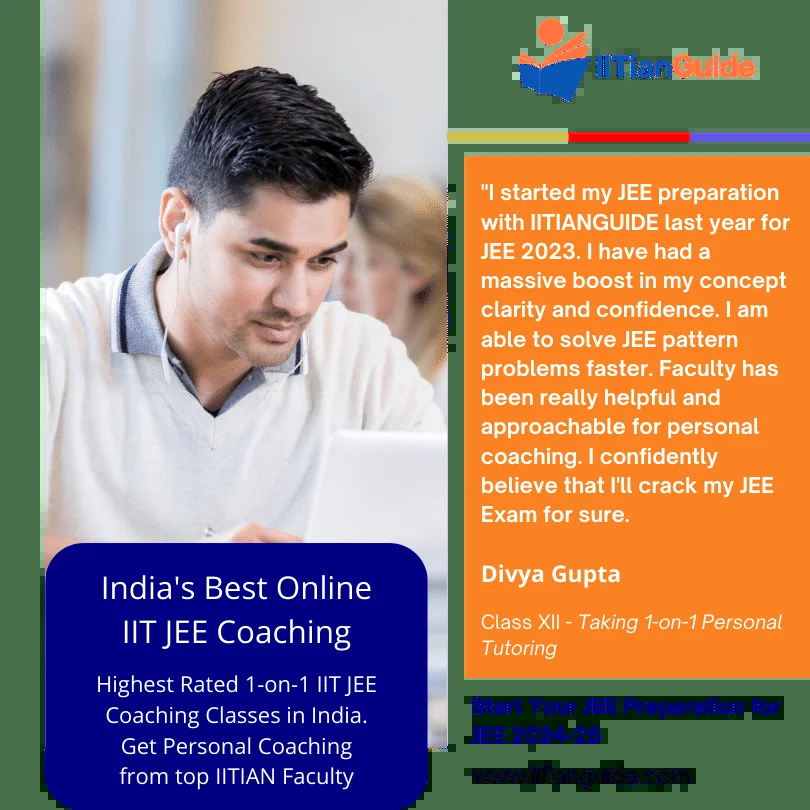 IITianGuide
"I started my JEE preparation
with IITIANGUIDE last year for
JEE 2023. I have had a
massive boost in my concept
clarity and confidence. I am
able to solve JEE pattern
problems faster. Faculty has
been really helpful and
approachable for personal
coaching. I confidently
believe that I'll crack my JEE
Exam for sure.
Divya Gupta
Class XII - Taking 1-on-1 Personal
Tutoring
India's Best Online
IIT JEE Coaching
Highest Rated 1-on-1 IIT JEE
Coaching Classes in India.
Get Personal Coaching
from top IITIAN Faculty
Start Your JEE Preparation for
JEE 2024-25